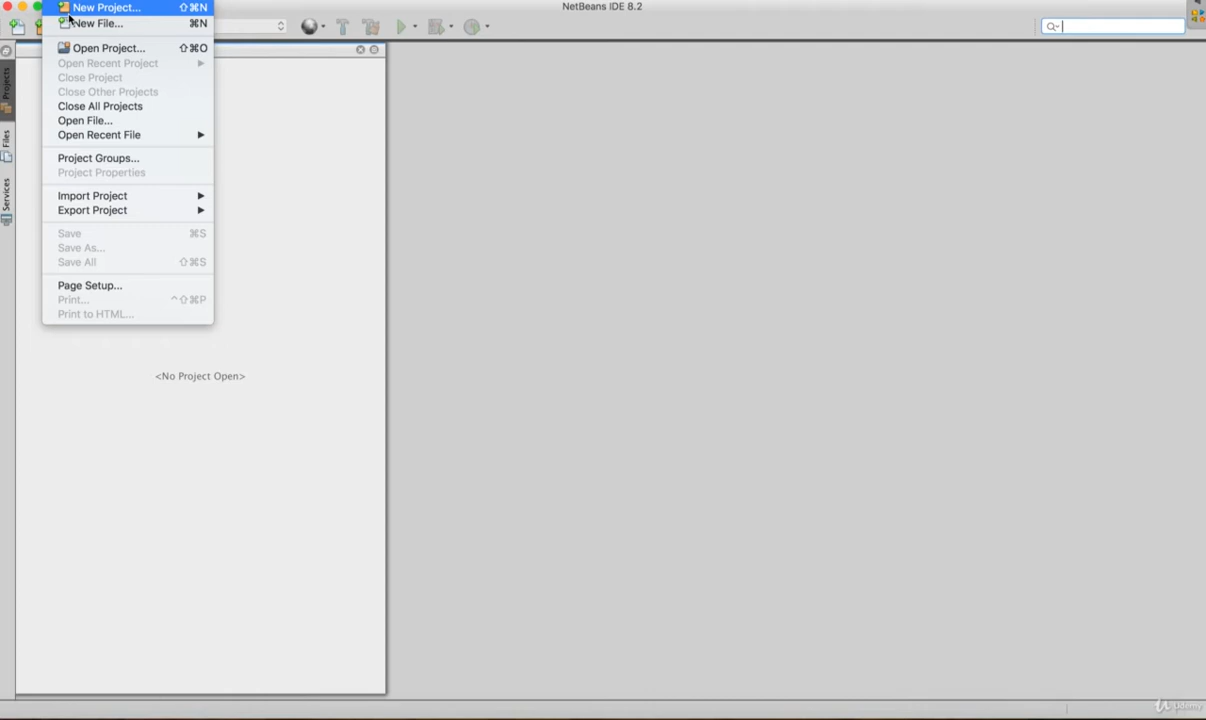 NetBeans IDE 8.2
New Project... ⇧⌘N
New File... ⌘N
Open Project... ⇧⌘O
Open Recent Project
Close Project
Close Other Projects
Close All Projects
Open File...
Open Recent File
Project Groups...
Project Properties
Import Project
Export Project
Save ⌘S
Save As...
Save All ⇧⌘S
Page Setup...
Print... ^⇧⌘P
Print to HTML...
Projects
Files
Services
<No Project Open>
Udemy